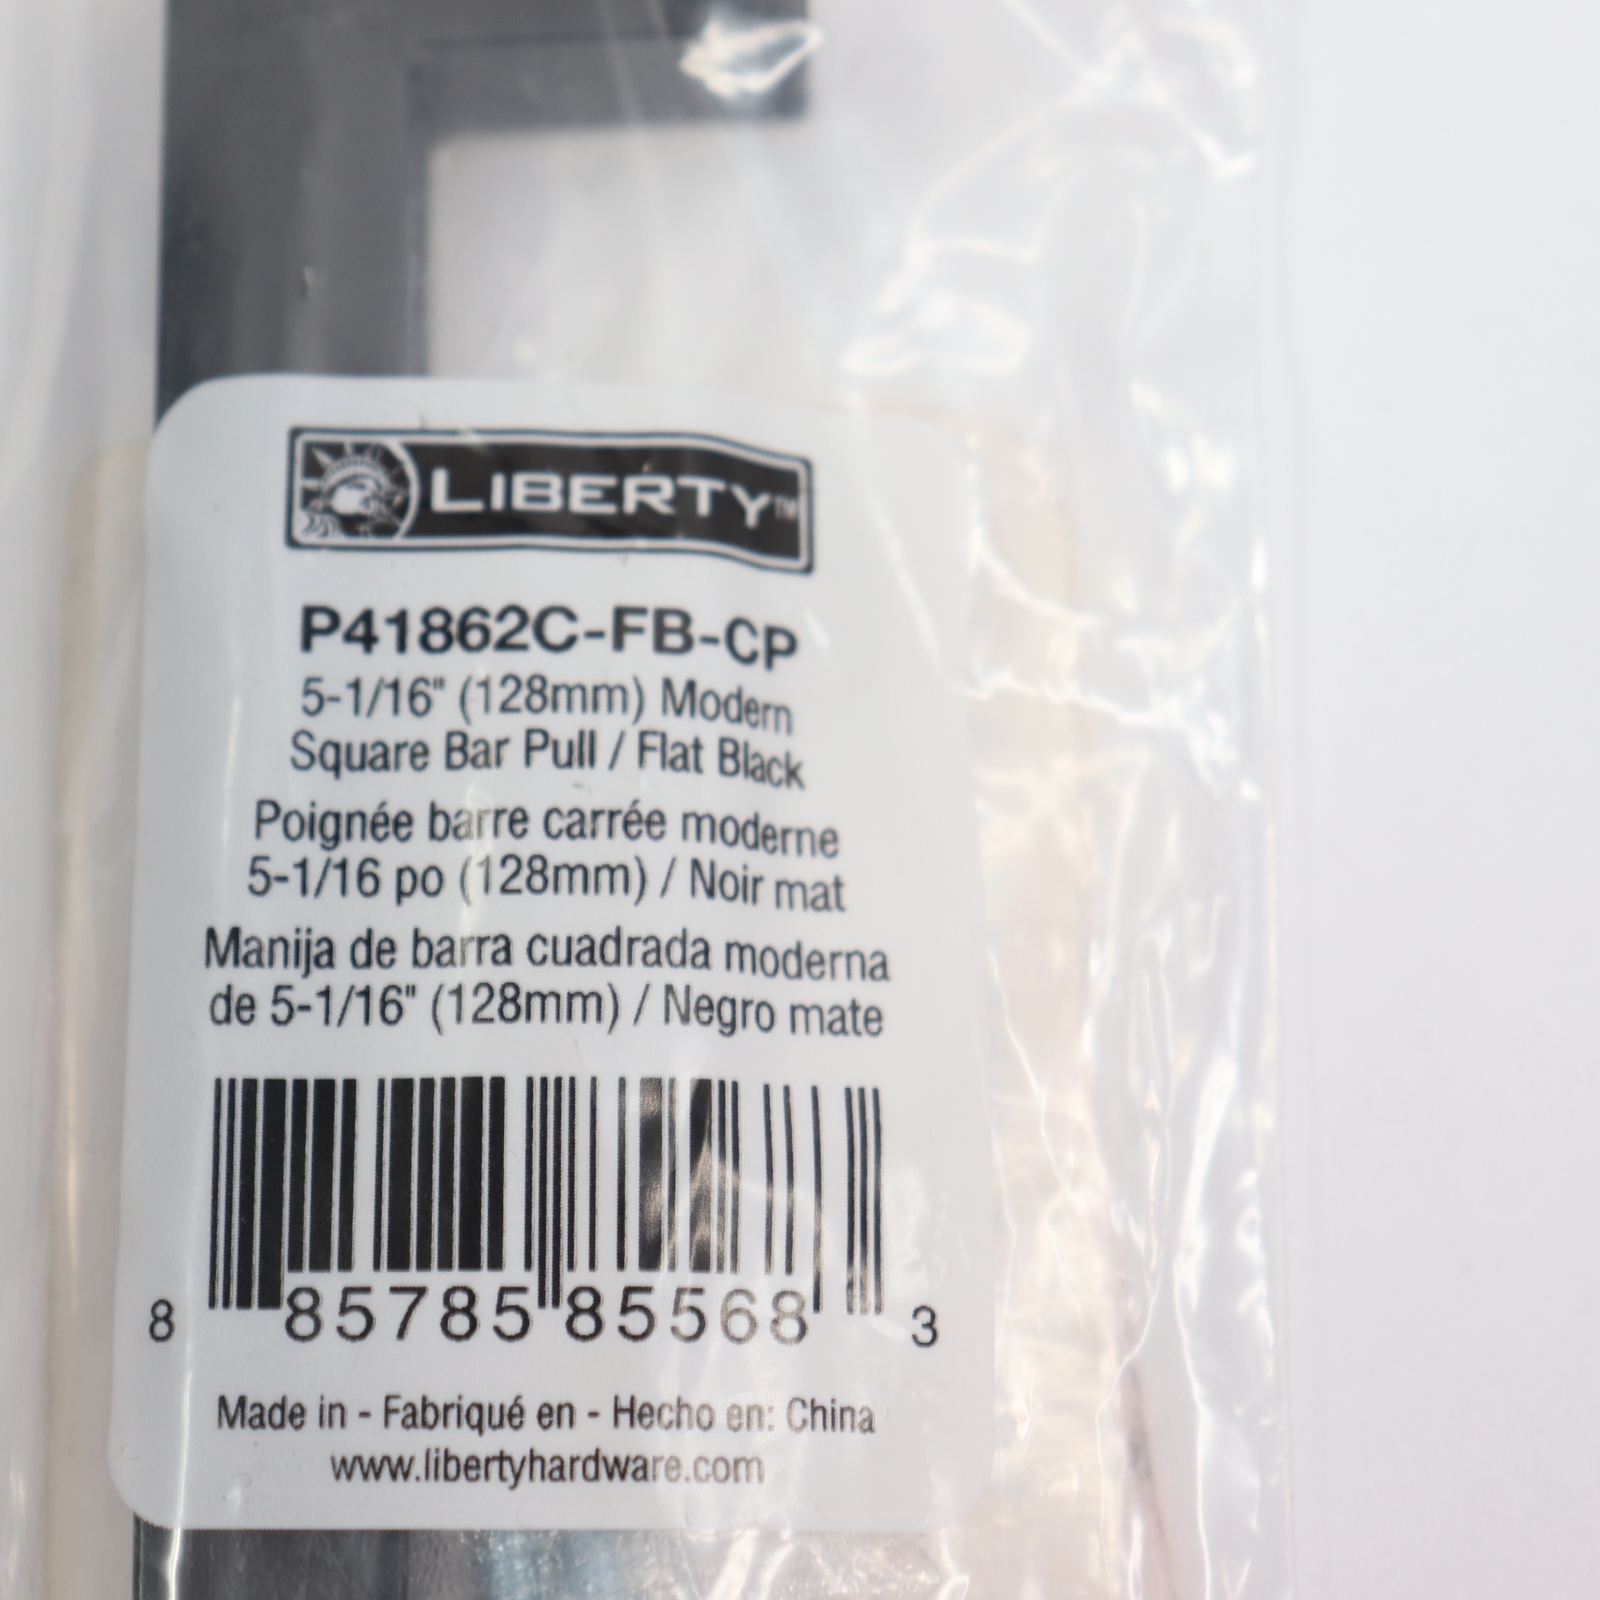 LIBERTY™
P41862C-FB-CP
5-1/16" (128mm) Modern
Square Bar Pull / Flat Black
Poignée barre carrée moderne
5-1/16 po (128mm) / Noir mat
Manija de barra cuadrada moderna
de 5-1/16" (128mm) / Negro mate
8 85785 85568 3
Made in - Fabriqué en - Hecho en: China
www.libertyhardware.com